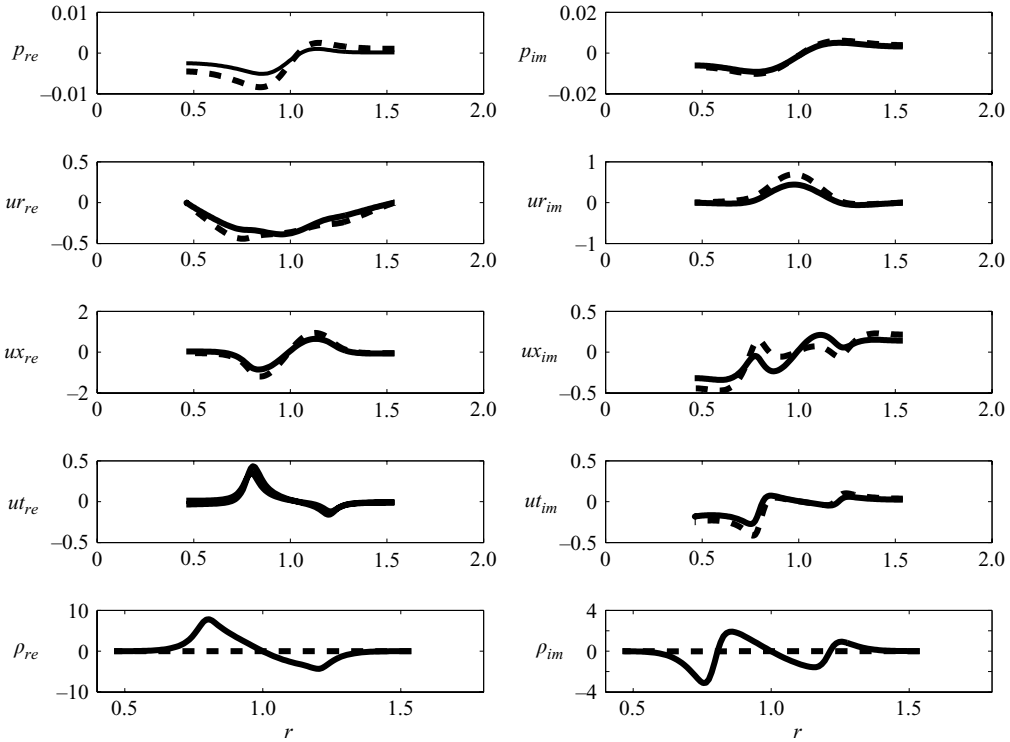 0.01
p_re 0
–0.01
0 0.5 1.0 1.5 2.0
0.02
p_im 0
–0.02
0 0.5 1.0 1.5 2.0
0.5
ur_re 0
–0.5
0 0.5 1.0 1.5 2.0
1
ur_im 0
–1
0 0.5 1.0 1.5 2.0
2
ux_re 0
–2
0 0.5 1.0 1.5 2.0
0.5
ux_im 0
–0.5
0 0.5 1.0 1.5 2.0
0.5
ut_re 0
–0.5
0 0.5 1.0 1.5 2.0
0.5
ut_im 0
–0.5
0 0.5 1.0 1.5 2.0
10
ρ_re 0
–10
0.5 1.0 1.5
r
4
ρ_im 0
–4
0.5 1.0 1.5
r